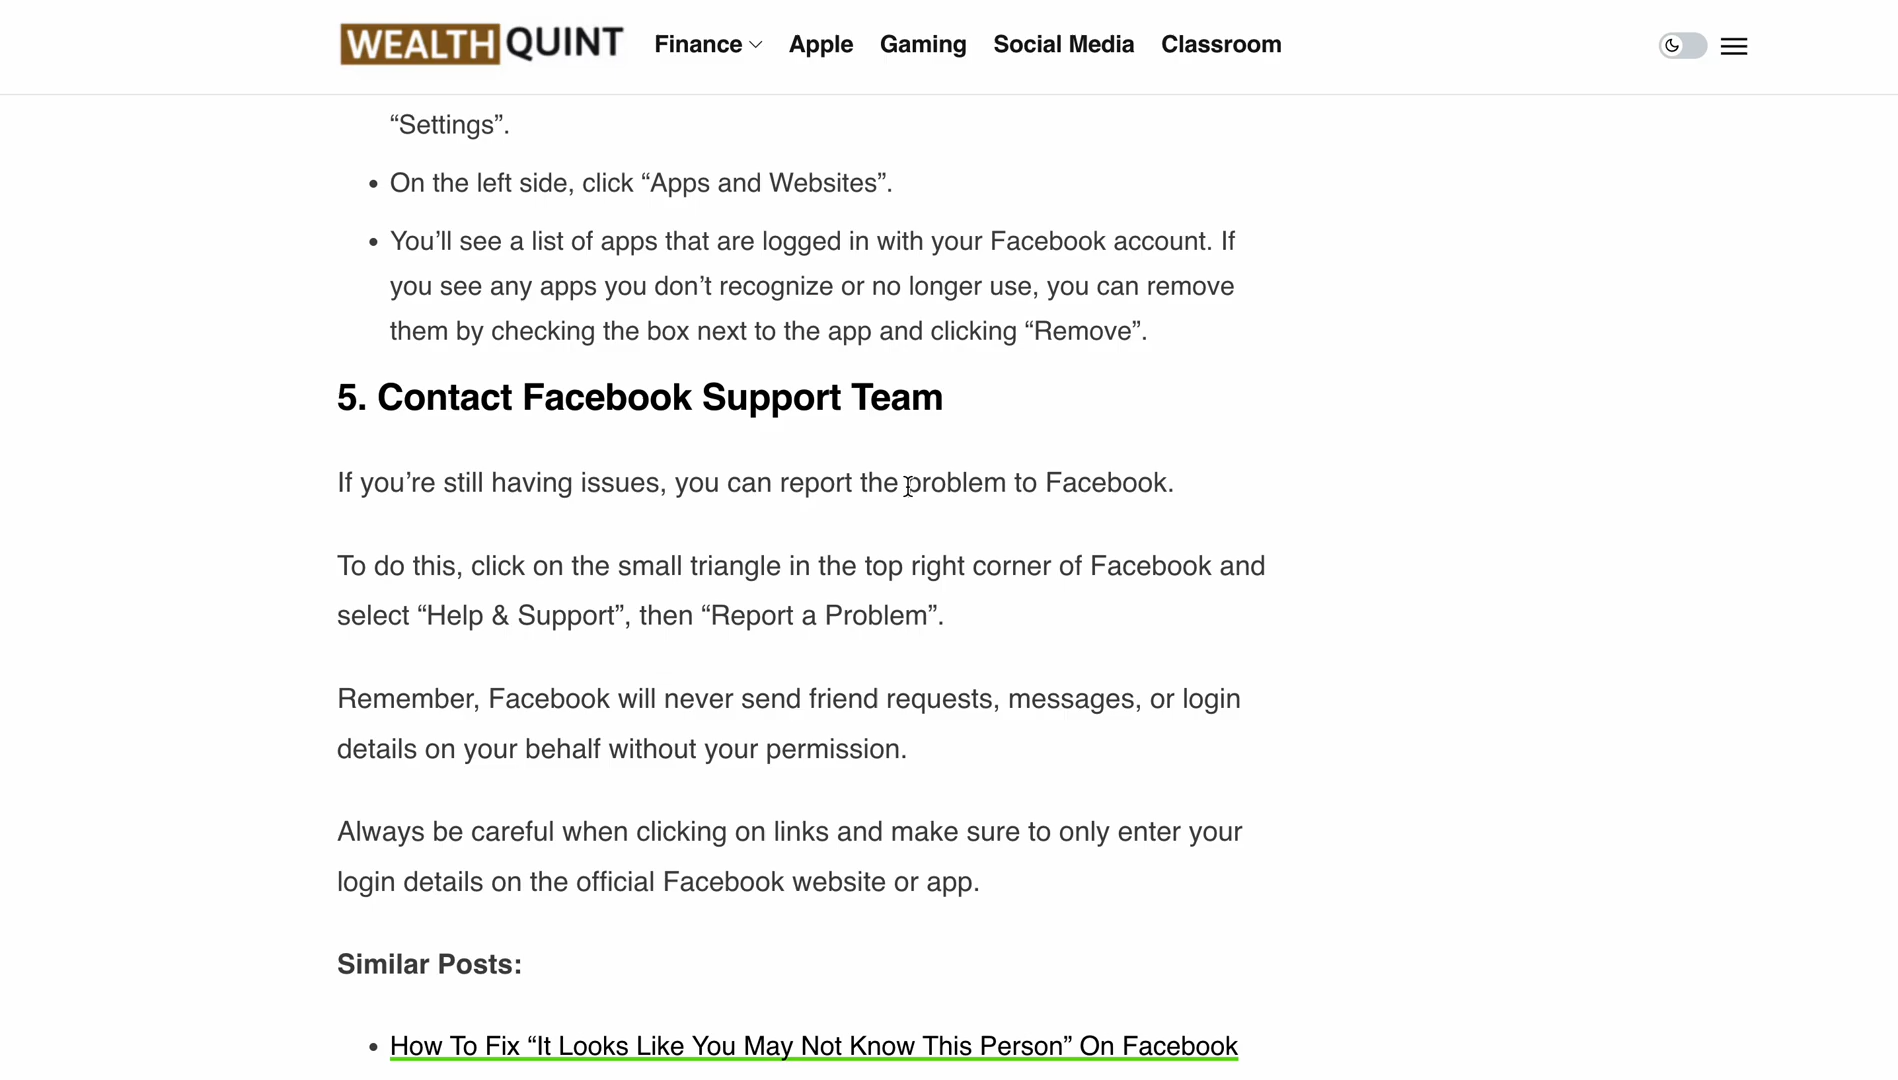 WEALTH QUINT Finance Apple Gaming Social Media Classroom
“Settings”.
• On the left side, click “Apps and Websites”.
• You’ll see a list of apps that are logged in with your Facebook account. If
you see any apps you don’t recognize or no longer use, you can remove
them by checking the box next to the app and clicking “Remove”.
5. Contact Facebook Support Team
If you’re still having issues, you can report the problem to Facebook.
To do this, click on the small triangle in the top right corner of Facebook and
select “Help & Support”, then “Report a Problem”.
Remember, Facebook will never send friend requests, messages, or login
details on your behalf without your permission.
Always be careful when clicking on links and make sure to only enter your
login details on the official Facebook website or app.
Similar Posts:
• How To Fix “It Looks Like You May Not Know This Person” On Facebook